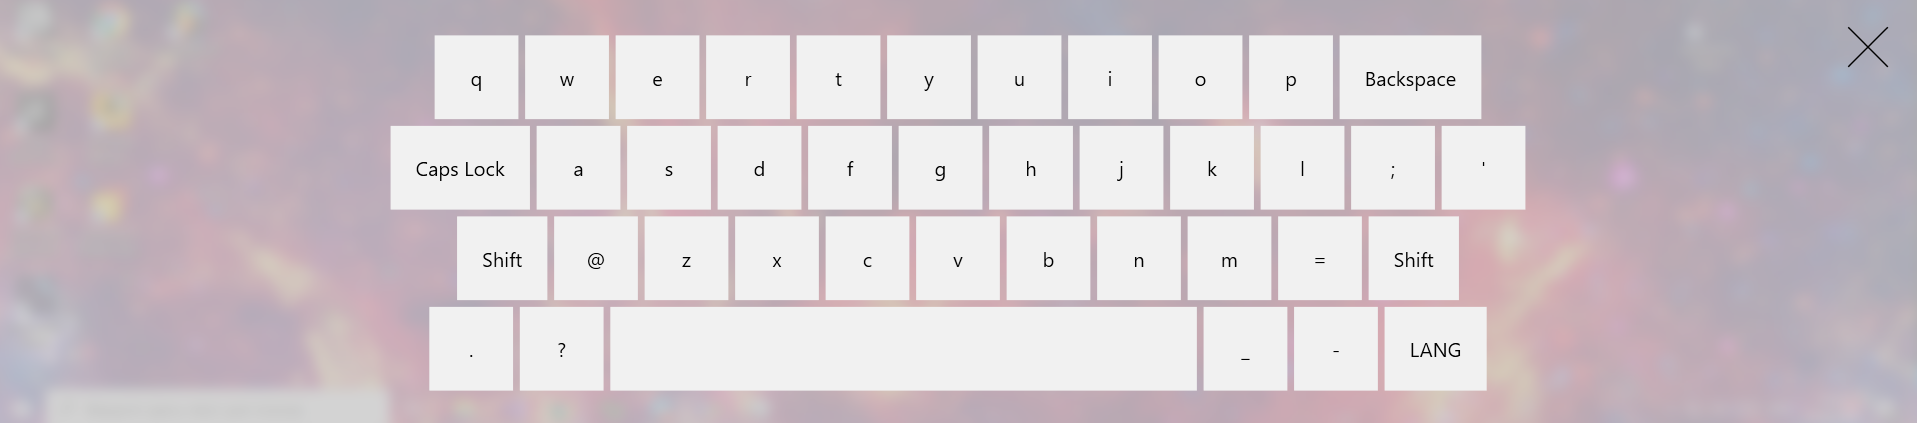 q w e r t y u i o p Backspace
Caps Lock a s d f g h j k l ; '
Shift @ z x c v b n m = Shift
. ? _ - LANG